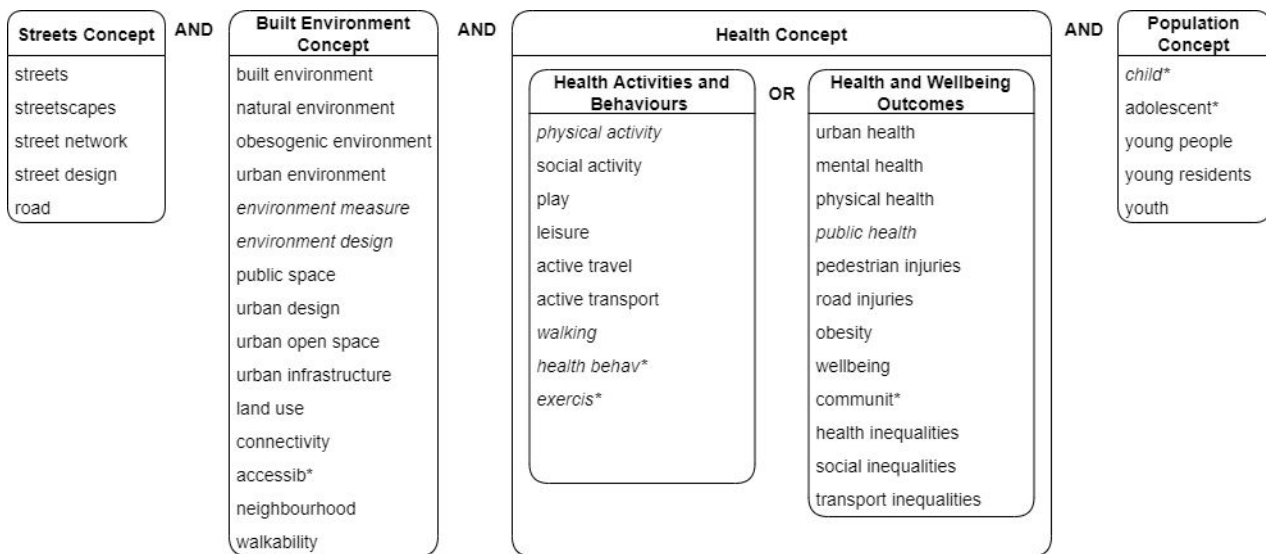 Streets Concept
streets
streetscapes
street network
street design
road
AND
Built Environment
Concept
built environment
natural environment
obesogenic environment
urban environment
environment measure
environment design
public space
urban design
urban open space
urban infrastructure
land use
connectivity
accessib*
neighbourhood
walkability
AND
Health Concept
Health Activities and
Behaviours
physical activity
social activity
play
leisure
active travel
active transport
walking
health behav*
exercis*
OR
Health and Wellbeing
Outcomes
urban health
mental health
physical health
public health
pedestrian injuries
road injuries
obesity
wellbeing
communit*
health inequalities
social inequalities
transport inequalities
AND
Population
Concept
child*
adolescent*
young people
young residents
youth